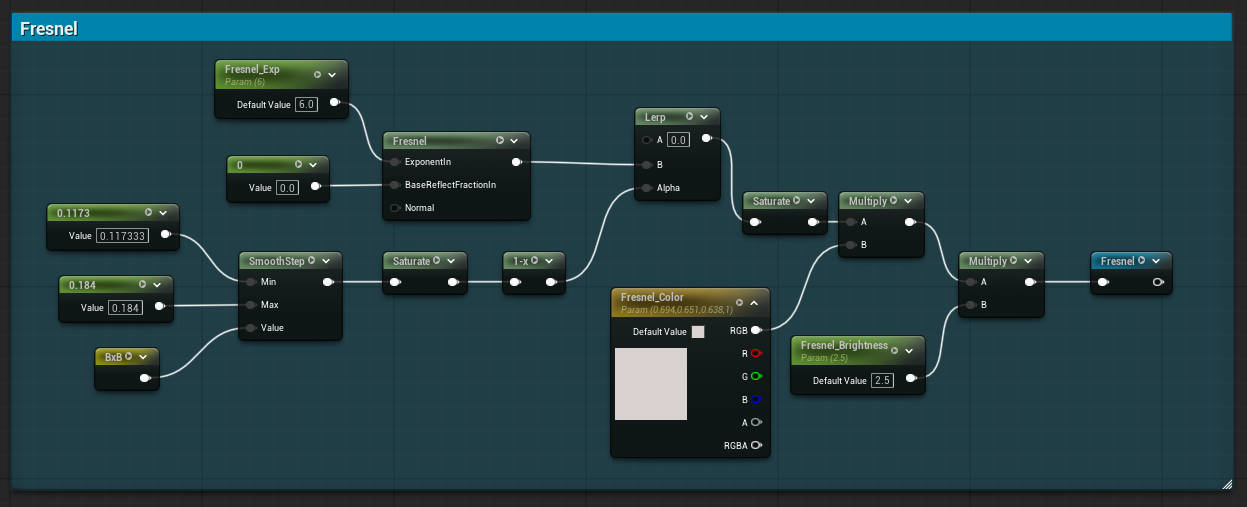 Fresnel
Fresnel_Exp
Param (6)
Default Value 6.0
0
Value 0.0
Fresnel
ExponentIn
BaseReflectFractionIn
Normal
0.1173
Value 0.117333
0.184
Value 0.184
BxB
SmoothStep
Min
Max
Value
Saturate
1-x
Lerp
A 0.0
B
Alpha
Saturate
Multiply
A
B
Fresnel_Color
Param (0.694,0.651,0.638,1)
Default Value
RGB
R
G
B
A
RGBA
Fresnel_Brightness
Param (2.5)
Default Value 2.5
Multiply
A
B
Fresnel